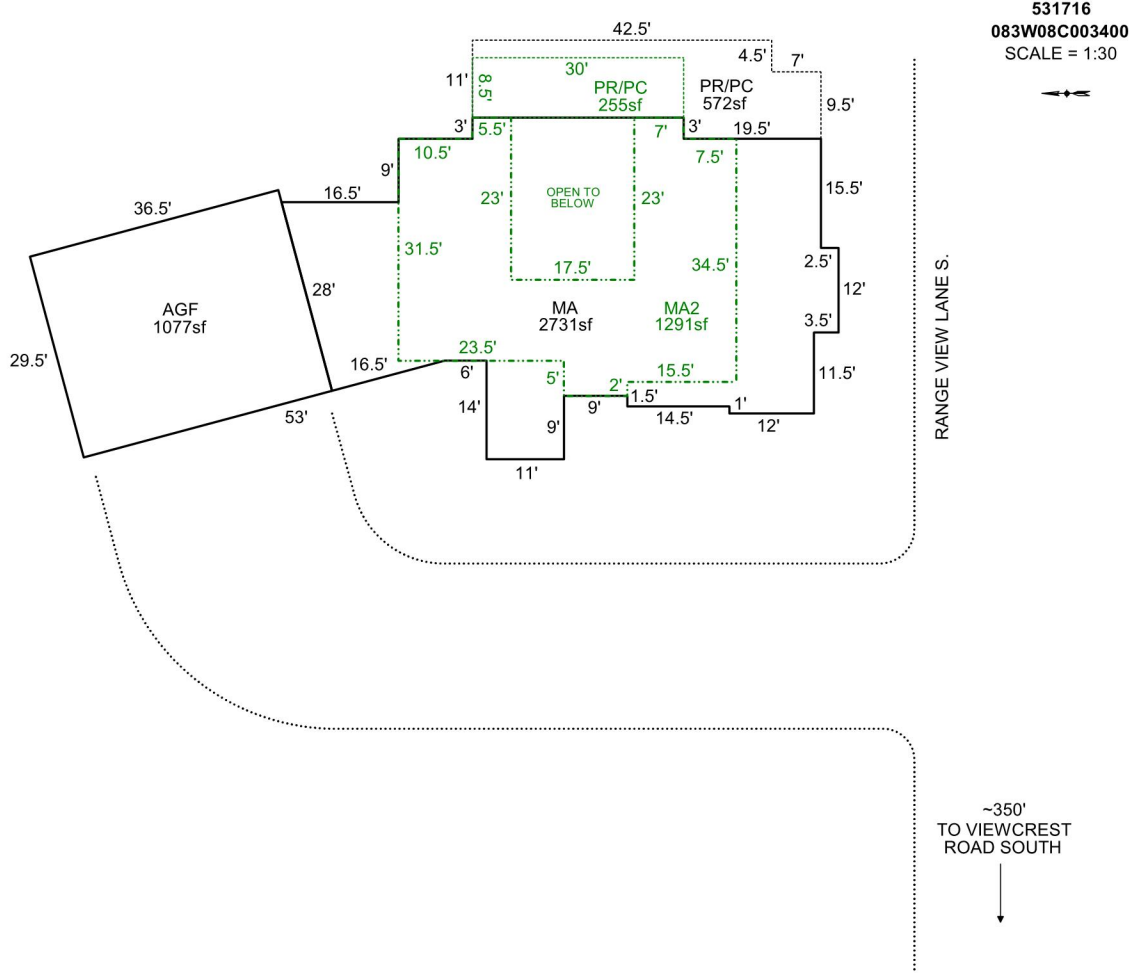 531716
083W08C003400
SCALE = 1:30
42.5'
4.5'
7'
11'
8.5'
30'
PR/PC
255sf
PR/PC
572sf
9.5'
3'
5.5'
7'
3'
19.5'
10.5'
7.5'
9'
16.5'
36.5'
23'
OPEN TO
BELOW
23'
15.5'
31.5'
17.5'
34.5'
2.5'
28'
12'
AGF
1077sf
MA
2731sf
MA2
1291sf
3.5'
29.5'
16.5'
23.5'
6'
5'
15.5'
11.5'
2'
1.5'
14'
9'
9'
14.5'
1'
12'
53'
11'
RANGE VIEW LANE S.
~350'
TO VIEWCREST
ROAD SOUTH